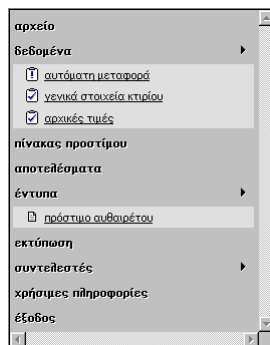 αρχείο
δεδομένα
αυτόματη μεταφορά
γενικά στοιχεία κτιρίου
αρχικές τιμές
πίνακας προστίμου
αποτελέσματα
έντυπα
πρόστιμο αυθαιρέτου
εκτύπωση
συντελεστές
χρήσιμες πληροφορίες
έξοδος